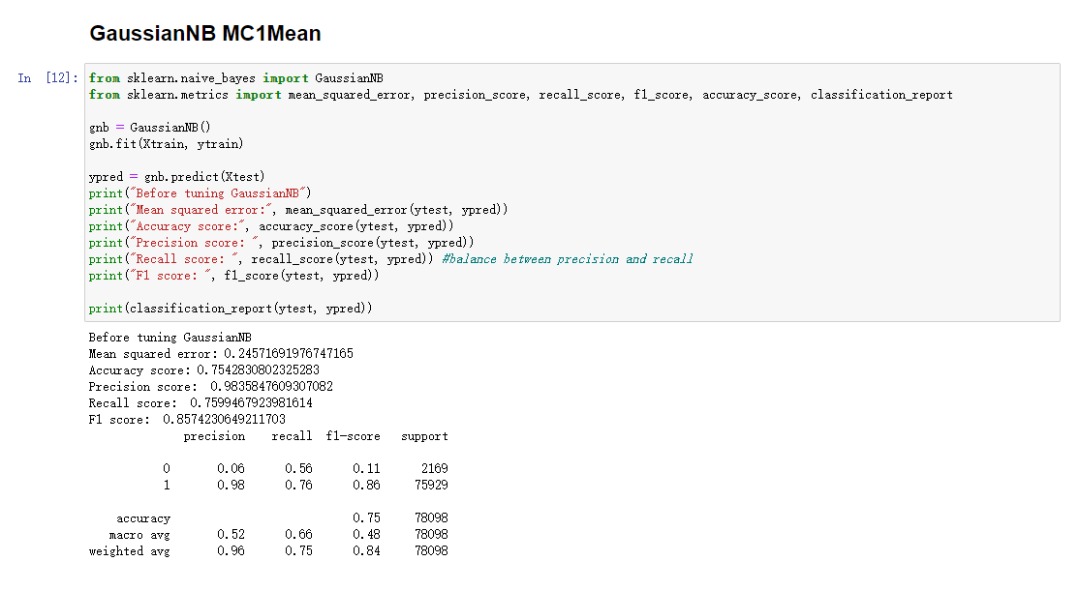 GaussianNB MC1Mean
In [12]: from sklearn.naive_bayes import GaussianNB
from sklearn.metrics import mean_squared_error, precision_score, recall_score, f1_score, accuracy_score, classification_report
gnb = GaussianNB()
gnb.fit(Xtrain, ytrain)
ypred = gnb.predict(Xtest)
print("Before tuning GaussianNB")
print("Mean squared error:", mean_squared_error(ytest, ypred))
print("Accuracy score:", accuracy_score(ytest, ypred))
print("Precision score: ", precision_score(ytest, ypred))
print("Recall score: ", recall_score(ytest, ypred)) #balance between precision and recall
print("F1 score: ", f1_score(ytest, ypred))
print(classification_report(ytest, ypred))
Before tuning GaussianNB
Mean squared error: 0.24571691976747165
Accuracy score: 0.7542830802325283
Precision score:  0.9835847609307082
Recall score:  0.7599467923981614
F1 score:  0.8574230649211703
precision recall f1-score support
0 0.06 0.56 0.11 2169
1 0.98 0.76 0.86 75929
accuracy 0.75 78098
macro avg 0.52 0.66 0.48 78098
weighted avg 0.96 0.75 0.84 78098